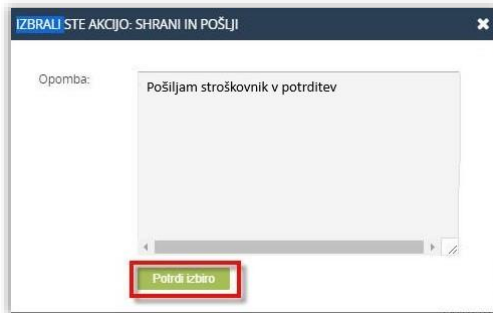 IZBRALI STE AKCIJO: SHRANI IN POŠLJI
Opomba:
Pošiljam stroškovnik v potrditev
Potrdi izbiro